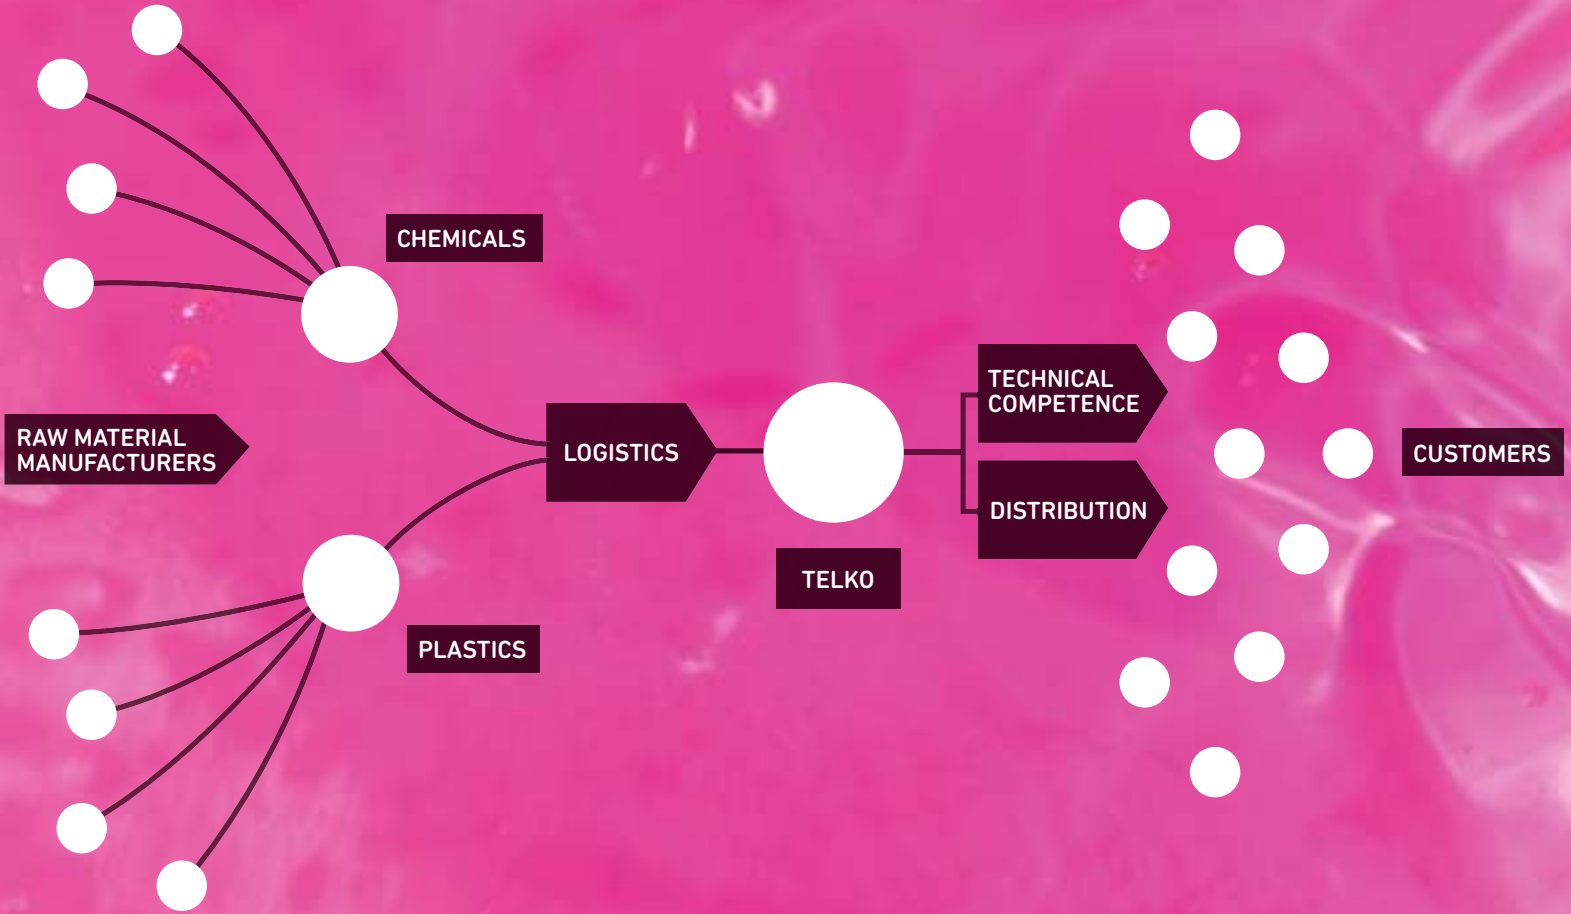 CHEMICALS
RAW MATERIAL
MANUFACTURERS
LOGISTICS
TELKO
PLASTICS
TECHNICAL
COMPETENCE
DISTRIBUTION
CUSTOMERS